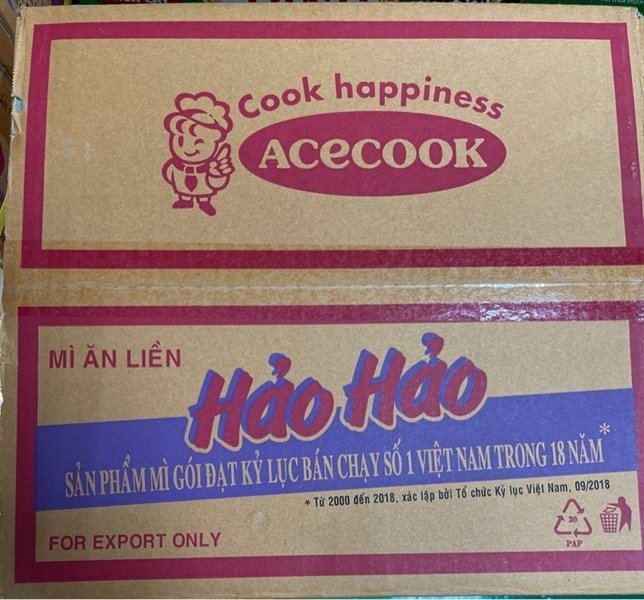 Cook happiness
ACECOOK
MÌ ĂN LIỀN
Hảo Hảo
SẢN PHẨM MÌ GÓI ĐẠT KỶ LỤC BÁN CHẠY SỐ 1 VIỆT NAM TRONG 18 NĂM*
* Từ 2000 đến 2018, xác lập bởi Tổ chức Kỷ lục Việt Nam, 09/2018
FOR EXPORT ONLY
20
PAP